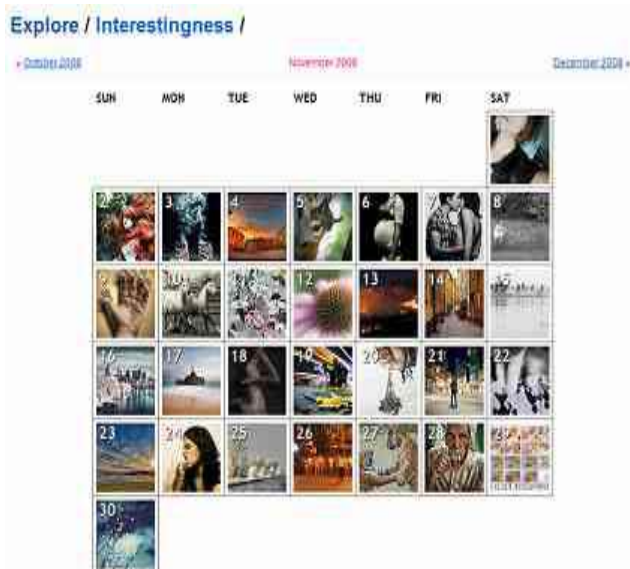 Explore / Interestingness /
« October 2008 November 2008 December 2008 »
SUN MON TUE WED THU FRI SAT
2 3 4 5 6 7 8
9 10 12 13 14 15
16 17 18 19 20 21 22
23 24 25 26 27 28 29
30